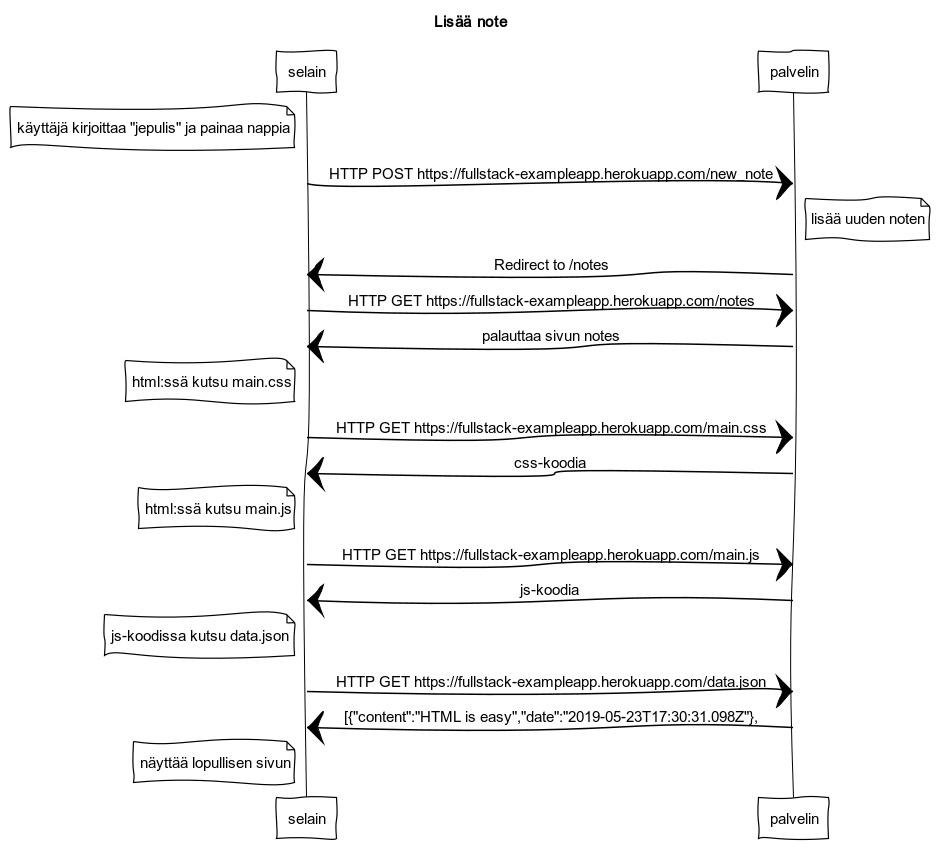 Lisää note
selain
palvelin
käyttäjä kirjoittaa "jepulis" ja painaa nappia
HTTP POST https://fullstack-exampleapp.herokuapp.com/new_note
lisää uuden noten
Redirect to /notes
HTTP GET https://fullstack-exampleapp.herokuapp.com/notes
palauttaa sivun notes
html:ssä kutsu main.css
HTTP GET https://fullstack-exampleapp.herokuapp.com/main.css
css-koodia
html:ssä kutsu main.js
HTTP GET https://fullstack-exampleapp.herokuapp.com/main.js
js-koodia
js-koodissa kutsu data.json
HTTP GET https://fullstack-exampleapp.herokuapp.com/data.json
[{"content":"HTML is easy","date":"2019-05-23T17:30:31.098Z"},
näyttää lopullisen sivun
selain
palvelin